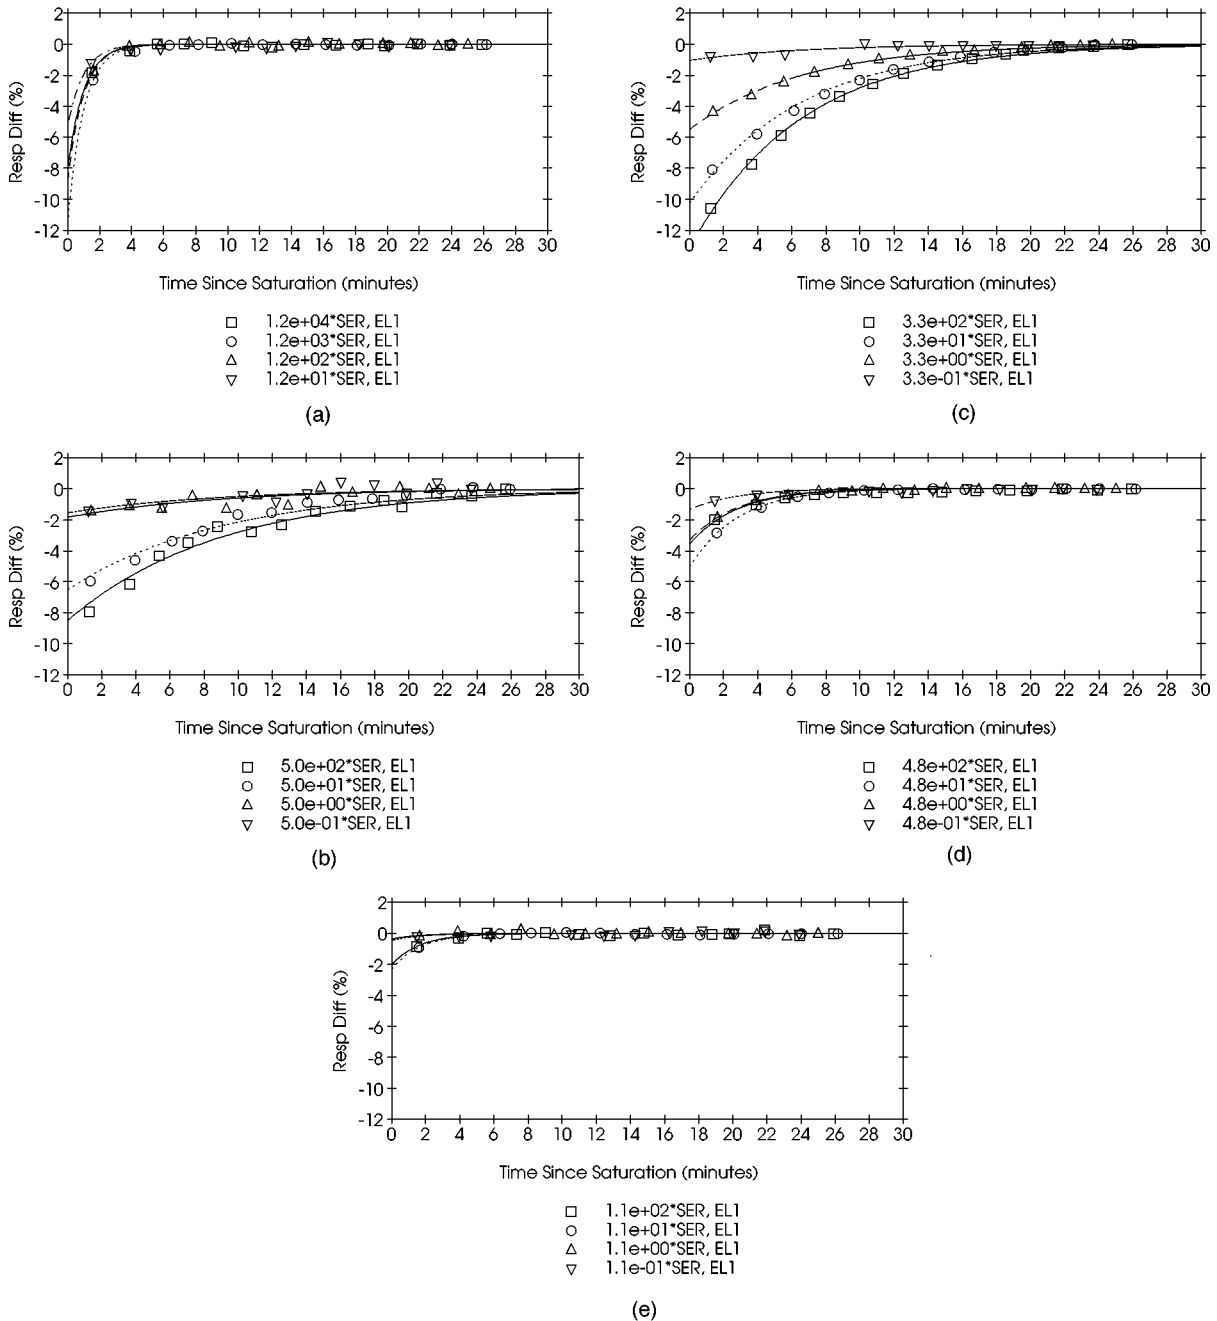 2
0
-2
-4
-6
-8
-10
-12
Resp Diff (%)
0 2 4 6 8 10 12 14 16 18 20 22 24 26 28 30
Time Since Saturation (minutes)
1.2e+04*SER, EL1
1.2e+03*SER, EL1
1.2e+02*SER, EL1
1.2e+01*SER, EL1
(a)
2
0
-2
-4
-6
-8
-10
-12
Resp Diff (%)
0 2 4 6 8 10 12 14 16 18 20 22 24 26 28 30
Time Since Saturation (minutes)
3.3e+02*SER, EL1
3.3e+01*SER, EL1
3.3e+00*SER, EL1
3.3e-01*SER, EL1
(c)
2
0
-2
-4
-6
-8
-10
-12
Resp Diff (%)
0 2 4 6 8 10 12 14 16 18 20 22 24 26 28 30
Time Since Saturation (minutes)
5.0e+02*SER, EL1
5.0e+01*SER, EL1
5.0e+00*SER, EL1
5.0e-01*SER, EL1
(b)
2
0
-2
-4
-6
-8
-10
-12
Resp Diff (%)
0 2 4 6 8 10 12 14 16 18 20 22 24 26 28 30
Time Since Saturation (minutes)
4.8e+02*SER, EL1
4.8e+01*SER, EL1
4.8e+00*SER, EL1
4.8e-01*SER, EL1
(d)
2
0
-2
-4
-6
-8
-10
-12
Resp Diff (%)
0 2 4 6 8 10 12 14 16 18 20 22 24 26 28 30
Time Since Saturation (minutes)
1.1e+02*SER, EL1
1.1e+01*SER, EL1
1.1e+00*SER, EL1
1.1e-01*SER, EL1
(e)